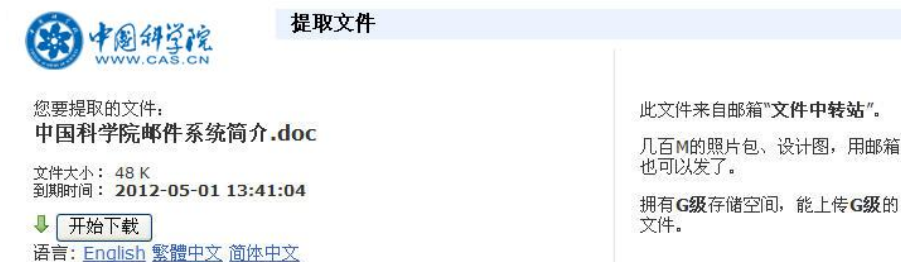 提取文件
中国科学院
WWW.CAS.CN
您要提取的文件:
中国科学院邮件系统简介.doc
文件大小: 48 K
到期时间: 2012-05-01 13:41:04
开始下载
语言: English 繁體中文 简体中文
此文件来自邮箱“文件中转站”。
几百M的照片包、设计图，用邮箱
也可以发了。
拥有G级存储空间，能上传G级的
文件。